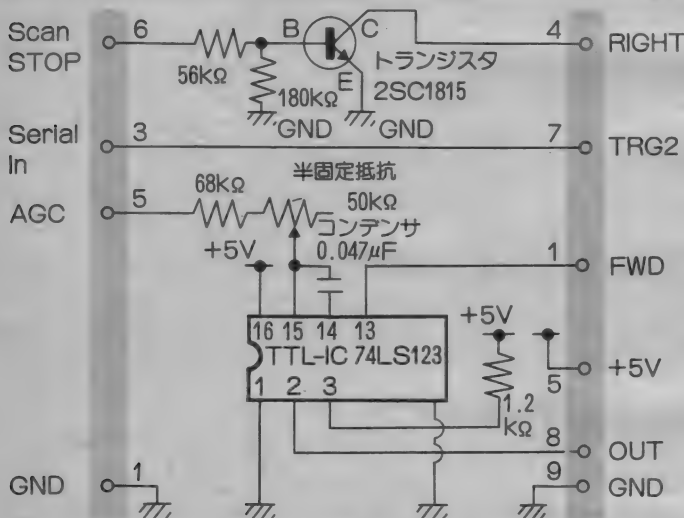 Scan STOP
6
B
C
4
RIGHT
56kΩ
E
トランジスタ
180kΩ
2SC1815
GND
GND
Serial In
3
7
TRG2
半固定抵抗
AGC
5
68kΩ
50kΩ
コンデンサ
+5V
0.047μF
1
FWD
16 15 14 13
+5V
TTL-IC 74LS123
1 2 3
5
+5V
1.2 kΩ
8
OUT
GND
1
9
GND